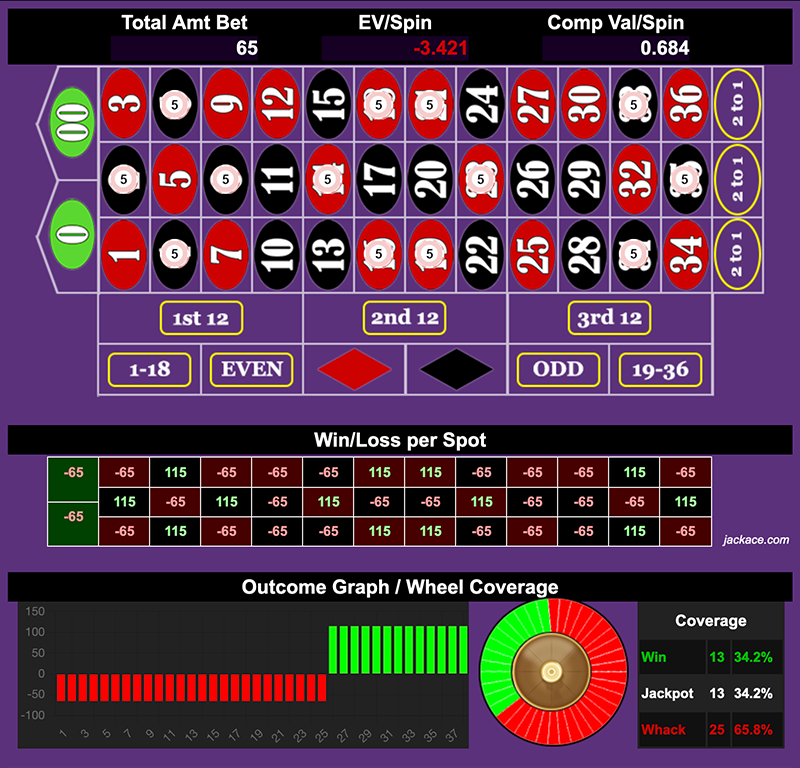 Total Amt Bet EV/Spin Comp Val/Spin
65 -3.421 0.684
00 3 5 9 12 15 5 5 24 27 30 5 36 2 to 1
5 5 5 11 5 17 20 5 26 29 32 5 2 to 1
0 1 5 7 10 13 5 5 22 25 28 5 34 2 to 1
1st 12 2nd 12 3rd 12
1-18 EVEN ODD 19-36
Win/Loss per Spot
-65 -65 115 -65 -65 -65 115 115 -65 -65 -65 115 -65
115 -65 115 -65 115 -65 -65 115 -65 -65 -65 115
-65 -65 115 -65 -65 -65 115 115 -65 -65 -65 115 -65
jackace.com
Outcome Graph / Wheel Coverage
150
100
50
0
-50
-100
1 3 5 7 9 11 13 15 17 19 21 23 25 27 29 31 33 35 37
Coverage
Win 13 34.2%
Jackpot 13 34.2%
Whack 25 65.8%